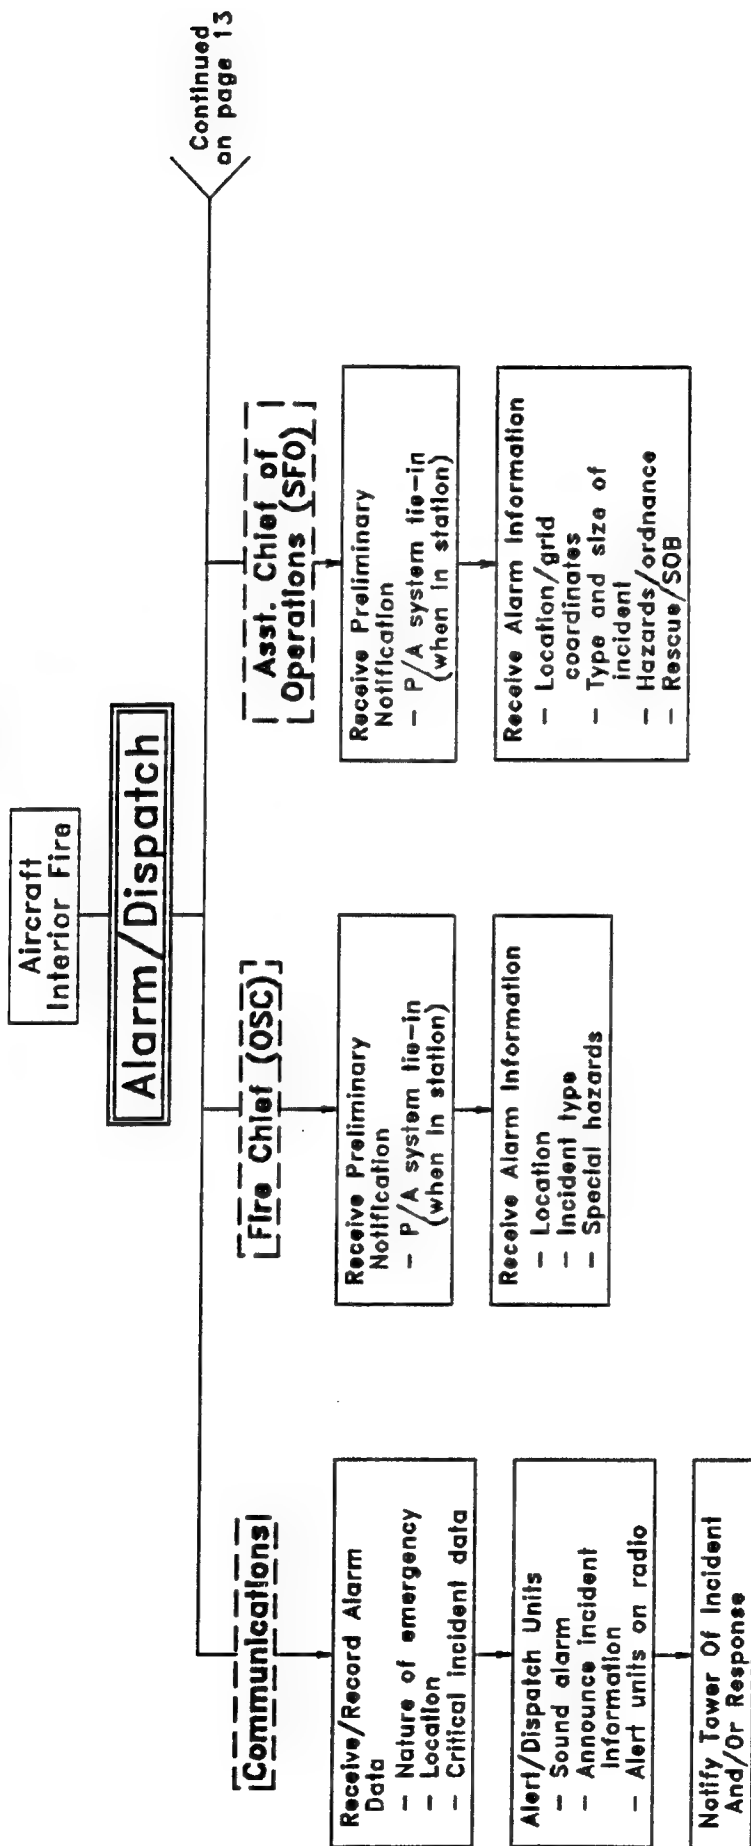 Aircraft
Interior Fire
Alarm/Dispatch
Continued
on page 13
Communications
Receive/Record Alarm
Data
- Nature of emergency
- Location
- Critical incident data
Alert/Dispatch Units
- Sound alarm
- Announce incident
information
- Alert units on radio
Notify Tower Of Incident
And/Or Response
Fire Chief (OSC)
Receive Preliminary
Notification
- P/A system tie-in
(when in station)
Receive Alarm Information
- Location
- Incident type
- Special hazards
Asst. Chief of
Operations (SFO)
Receive Preliminary
Notification
- P/A system tie-in
(when in station)
Receive Alarm Information
- Location/grid
coordinates
- Type and size of
incident
- Hazards/ordnance
- Rescue/SOB